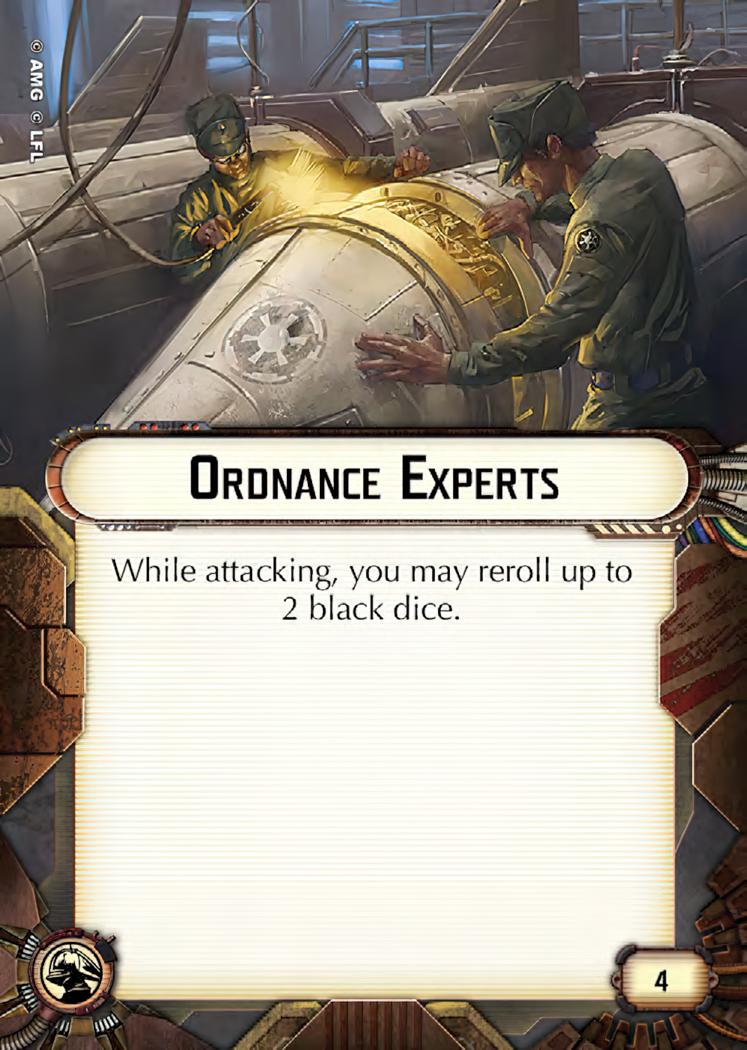 © AMG © LFL
Ordnance Experts
While attacking, you may reroll up to
2 black dice.
4